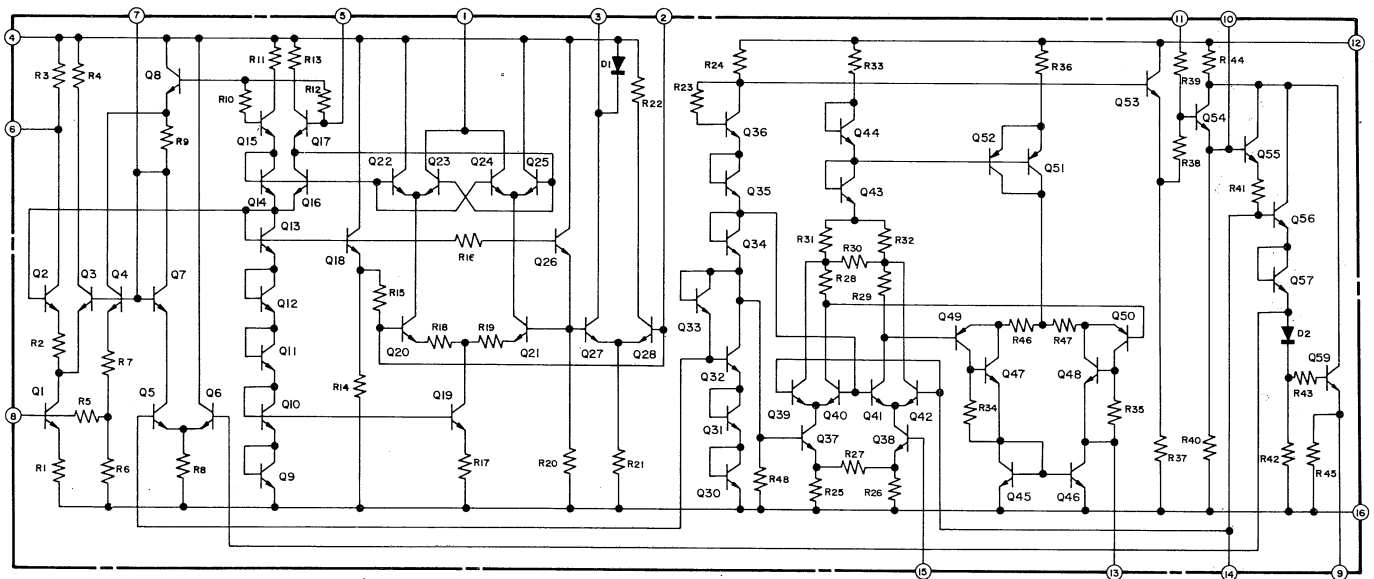 7 5 1 3 2 11 10
4 12
R3 R4 Q8 R11 R13 D1 R24 R33 R36 R39 R44
R10 R12 R22 R23 Q53 Q54
6 R9 Q15 Q17 Q36 Q44 Q52 Q51 R38 Q55
Q22 Q23 Q24 Q25 R41
Q14 Q16 Q35 Q43 Q56
Q13 Q18 R16 Q26 Q34 R31 R30 R32 Q57
Q2 Q3 Q4 Q7 R15 R28 R29
Q12 Q33 Q49 R46 R47 Q50
R2 R7 Q11 Q20 R18 R19 Q21 Q27 Q28 Q32 Q47 Q48 D2
Q1 R5 Q5 Q6 Q10 R14 Q19 Q39 Q40 Q41 Q42 R34 R35 R43 Q59
8 Q31 Q37 Q38
R1 R6 R8 Q9 R17 R20 R21 Q30 R48 R27 R37 R40 R42 R45
R25 R26 Q45 Q46
16
15 13 14 9